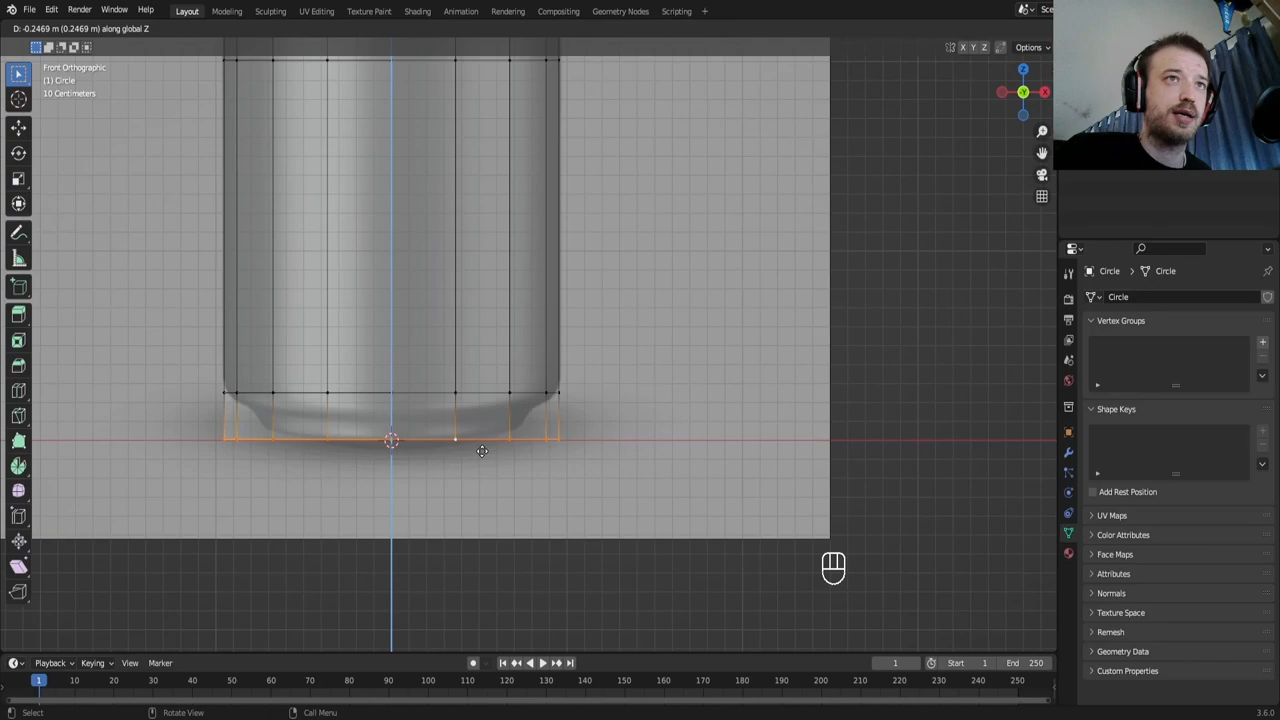 File Edit Render Window Help Layout Modeling Sculpting UV Editing Texture Paint Shading Animation Rendering Compositing Geometry Nodes Scripting + Sce
D: -0.2469 m (0.2469 m) along global Z
X Y Z Options
Front Orthographic
(1) Circle
10 Centimeters
Z
Y
X
Circle Circle
Circle
Vertex Groups
Shape Keys
Add Rest Position
UV Maps
Color Attributes
Face Maps
Attributes
Normals
Texture Space
Remesh
Geometry Data
Custom Properties
Playback Keying View Marker 1 Start 1 End 250
1 10 20 30 40 50 60 70 80 90 100 110 120 130 140 150 160 170 180 190 200 210 220 230 240 250
Select Rotate View Call Menu 3.6.0